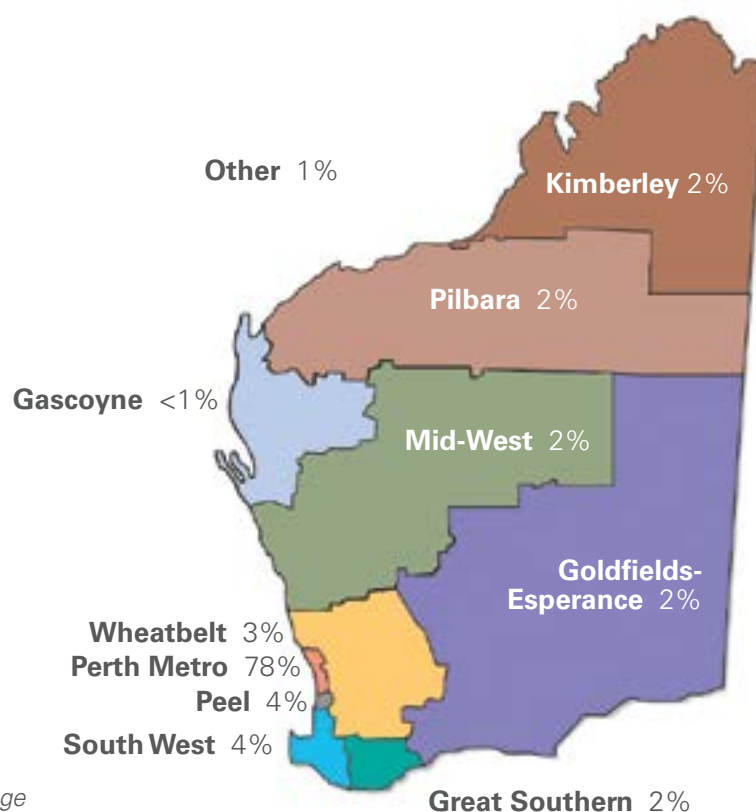 Other 1%
Kimberley 2%
Pilbara 2%
Gascoyne <1%
Mid-West 2%
Goldfields-
Esperance 2%
Wheatbelt 3%
Perth Metro 78%
Peel 4%
South West 4%
ge
Great Southern 2%